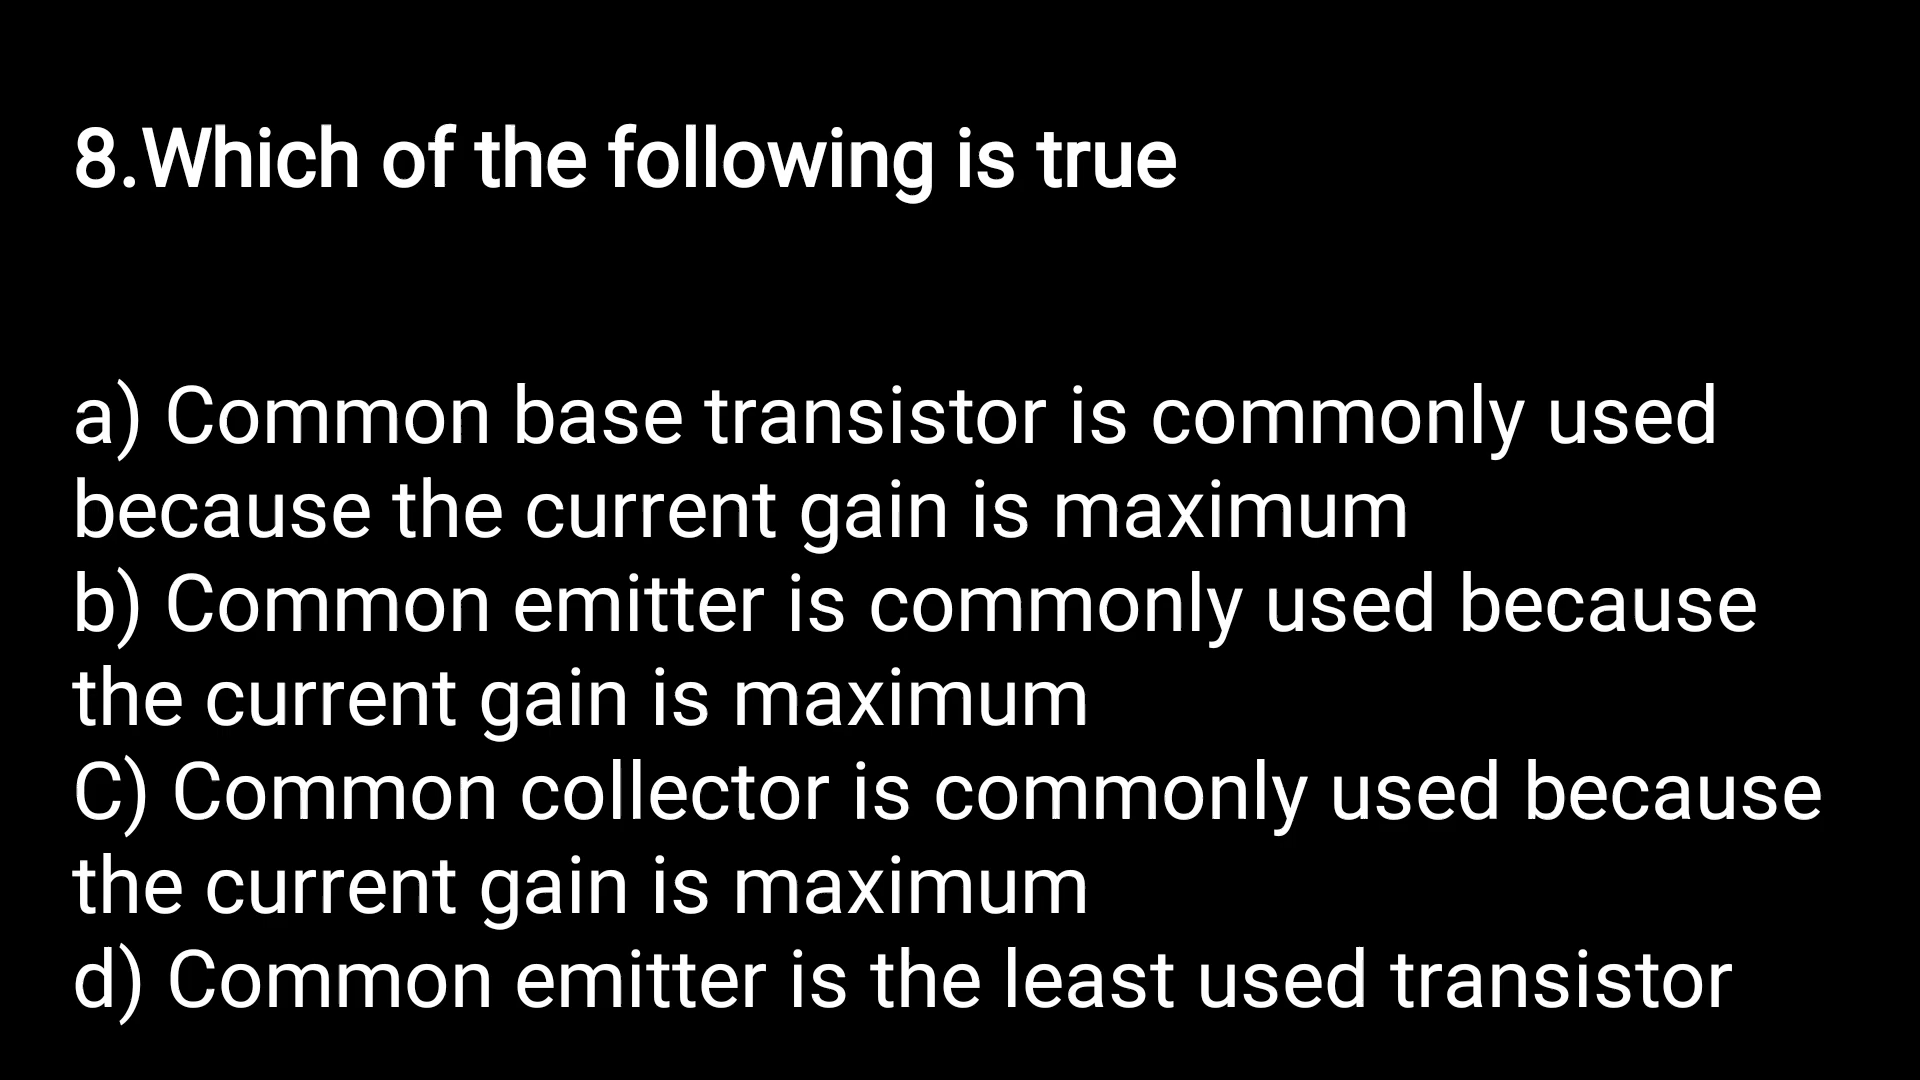 8.Which of the following is true
a) Common base transistor is commonly used
because the current gain is maximum
b) Common emitter is commonly used because
the current gain is maximum
C) Common collector is commonly used because
the current gain is maximum
d) Common emitter is the least used transistor